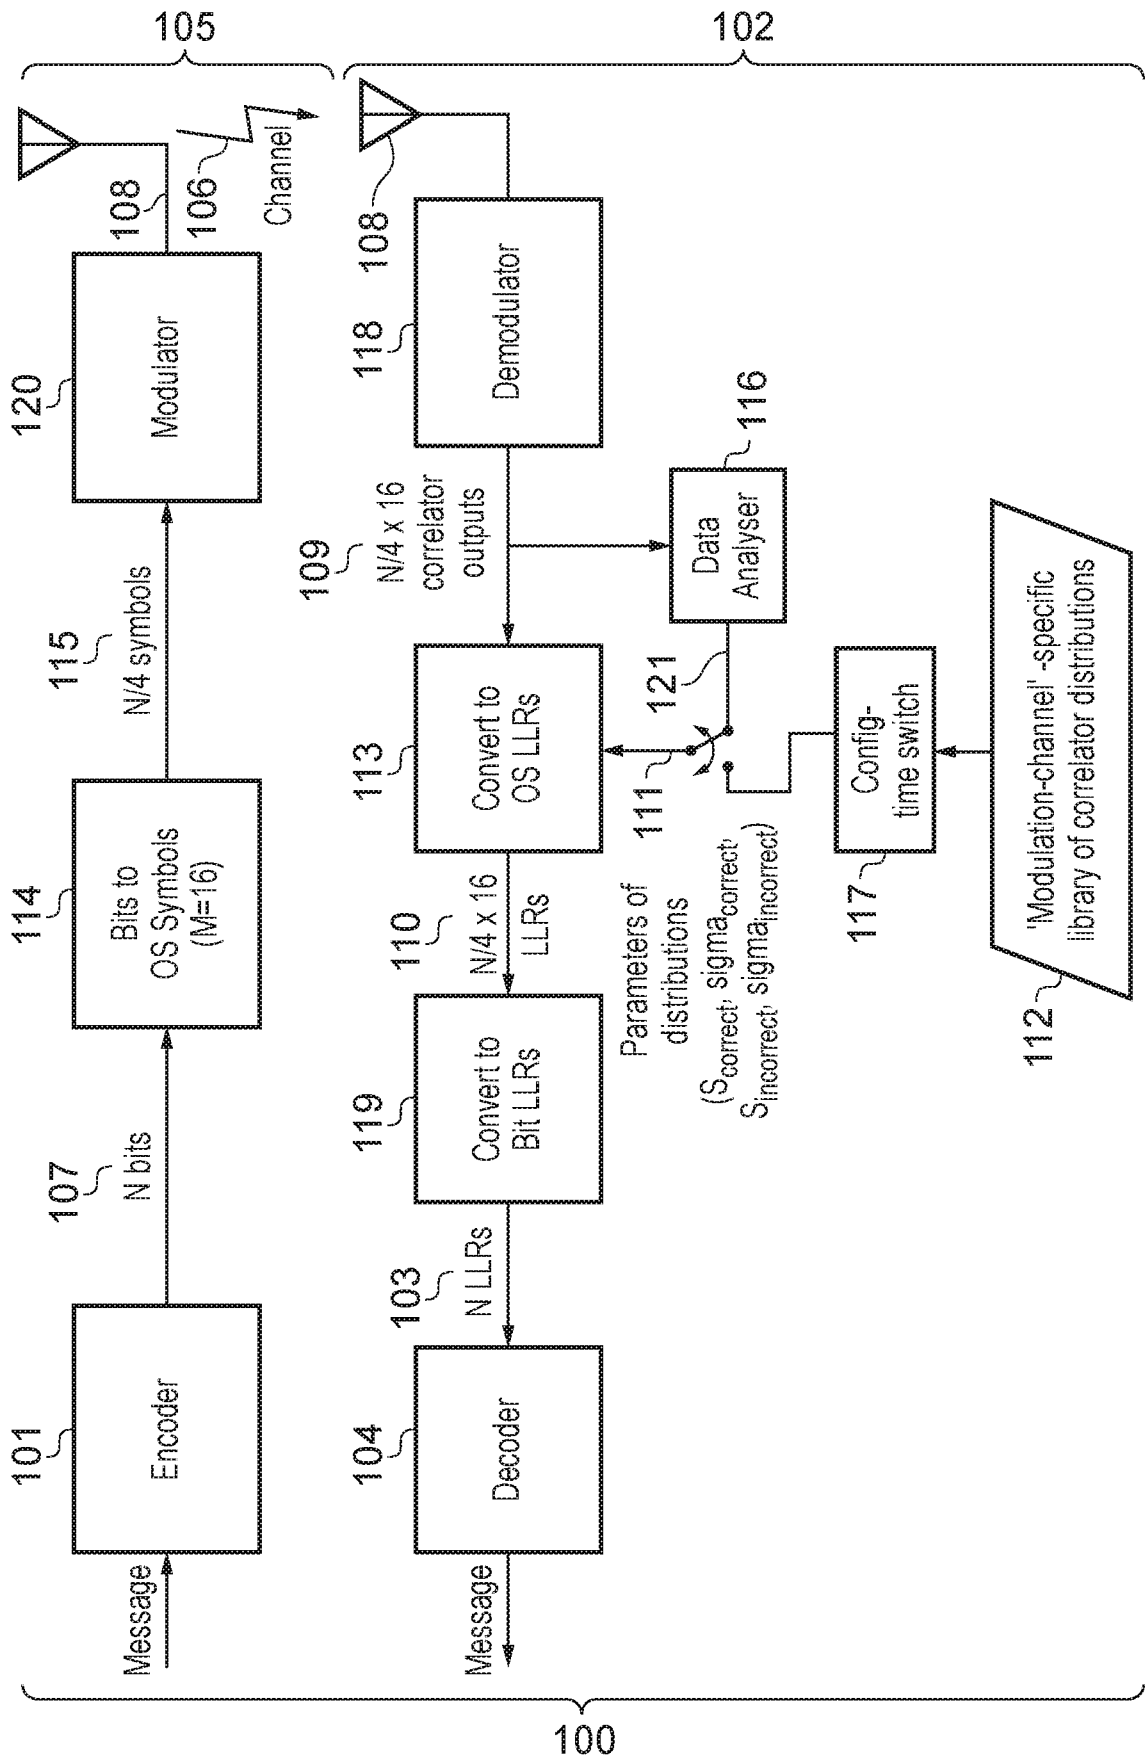 100
105
102
Message
101
Encoder
107
N bits
114
Bits to
OS Symbols
(M=16)
115
N/4 symbols
120
Modulator
108
106
Channel
Message
104
Decoder
103
N LLRs
119
Convert to
Bit LLRs
110
N/4 x 16
LLRs
113
Convert to
OS LLRs
109
N/4 x 16
correlator
outputs
118
Demodulator
108
Parameters of
distributions
(Scorrect, sigmacorrect,
Sincorrect, sigmaincorrect)
111
121
Data
Analyser
116
117
Config-
time switch
112
'Modulation-channel' -specific
library of correlator distributions